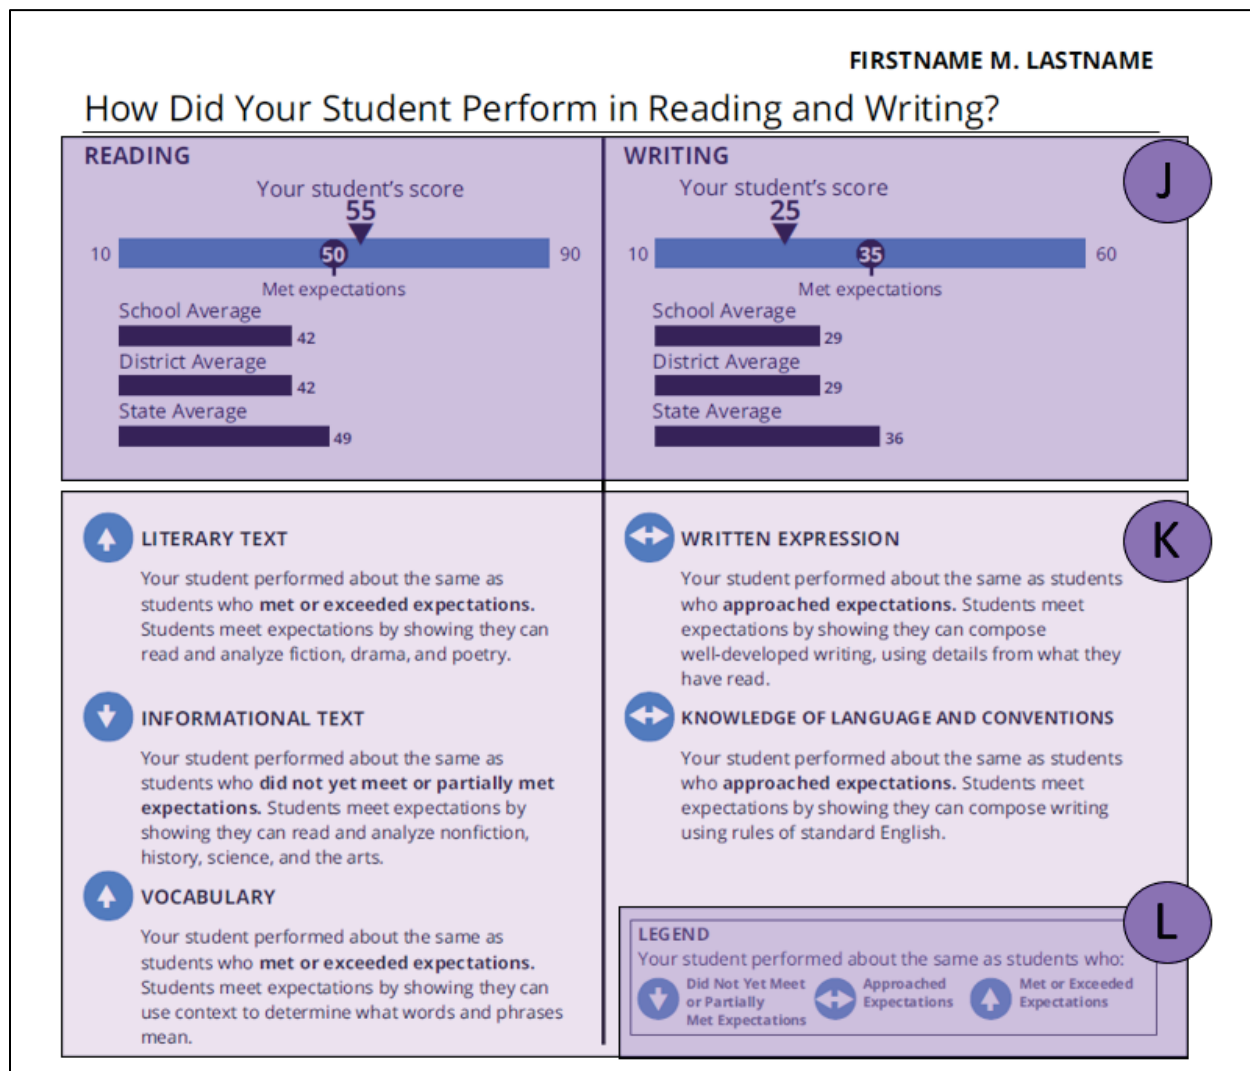 FIRSTNAME M. LASTNAME
How Did Your Student Perform in Reading and Writing?
READING
Your student's score
55
10
50
90
Met expectations
School Average
42
District Average
42
State Average
49
WRITING
Your student's score
25
10
35
60
Met expectations
School Average
29
District Average
29
State Average
36
J
LITERARY TEXT
Your student performed about the same as
students who met or exceeded expectations.
Students meet expectations by showing they can
read and analyze fiction, drama, and poetry.
INFORMATIONAL TEXT
Your student performed about the same as
students who did not yet meet or partially met
expectations. Students meet expectations by
showing they can read and analyze nonfiction,
history, science, and the arts.
VOCABULARY
Your student performed about the same as
students who met or exceeded expectations.
Students meet expectations by showing they can
use context to determine what words and phrases
mean.
WRITTEN EXPRESSION
Your student performed about the same as students
who approached expectations. Students meet
expectations by showing they can compose
well-developed writing, using details from what they
have read.
KNOWLEDGE OF LANGUAGE AND CONVENTIONS
Your student performed about the same as students
who approached expectations. Students meet
expectations by showing they can compose writing
using rules of standard English.
K
LEGEND
Your student performed about the same as students who:
Did Not Yet Meet
or Partially
Met Expectations
Approached
Expectations
Met or Exceeded
Expectations
L